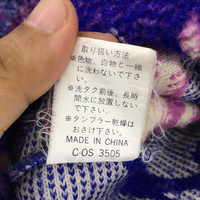 取り扱い方法
※色物、白物と一緒
に洗わないで下さ
い。
※洗タク前後、長時
間水に放置しないで
下さい。
※タンブラー乾燥は
おさけ下さい。
MADE IN CHINA
C-OS 3505